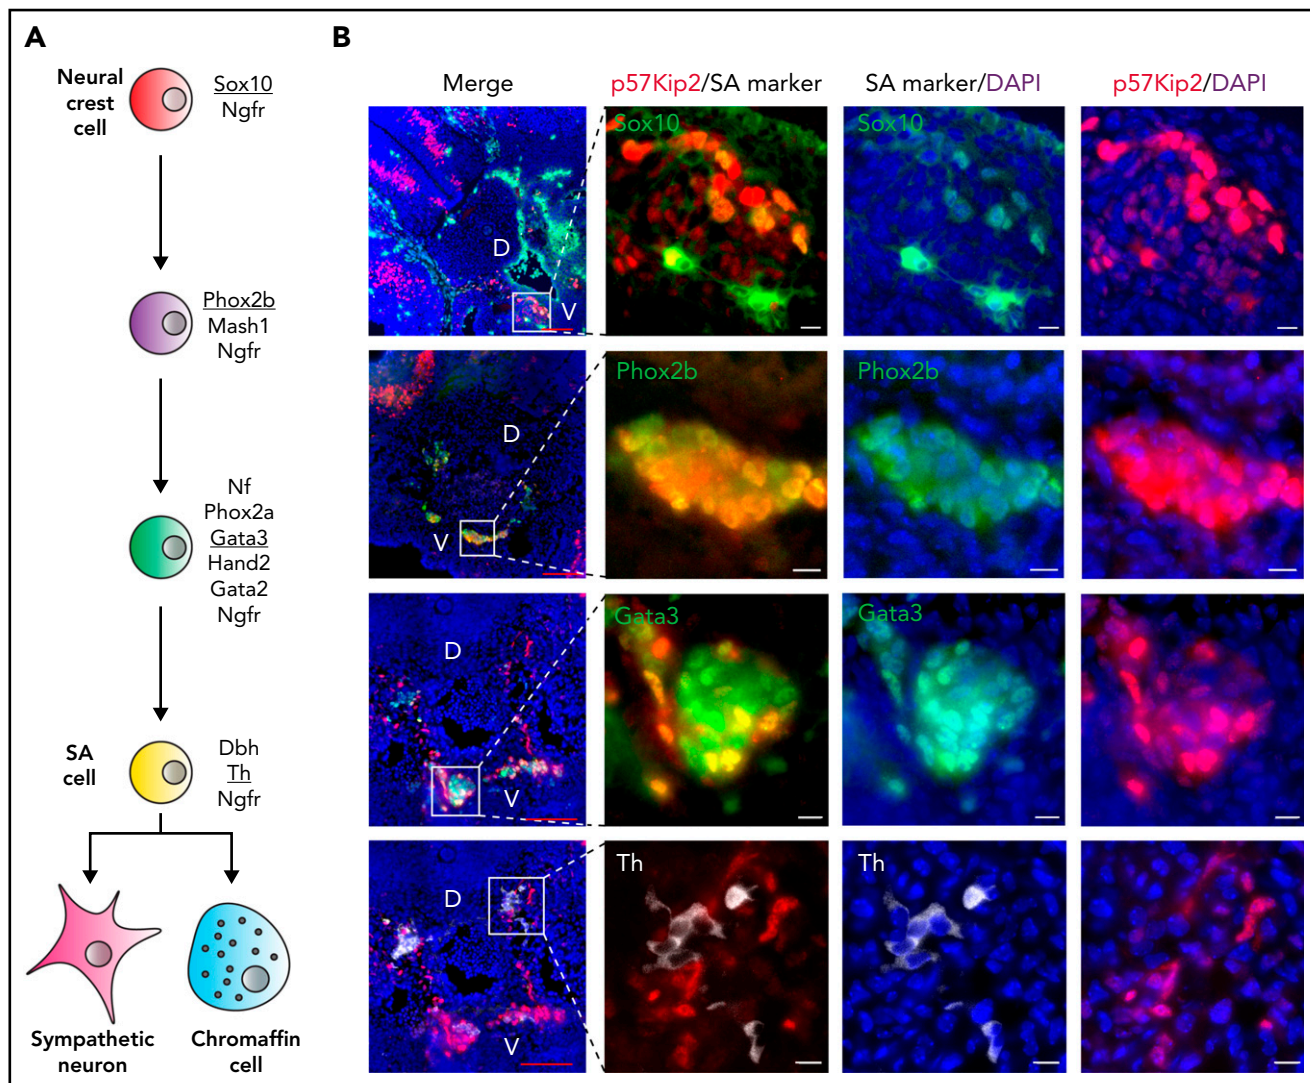 A
Neural
crest
cell
Sox10
Ngfr
Phox2b
Mash1
Ngfr
Nf
Phox2a
Gata3
Hand2
Gata2
Ngfr
SA
cell
Dbh
Th
Ngfr
Sympathetic
neuron
Chromaffin
cell
B
Merge
p57Kip2/SA marker
SA marker/DAPI
p57Kip2/DAPI
D
V
Sox10
Sox10
D
V
Phox2b
Phox2b
D
V
Gata3
Gata3
D
V
Th
Th